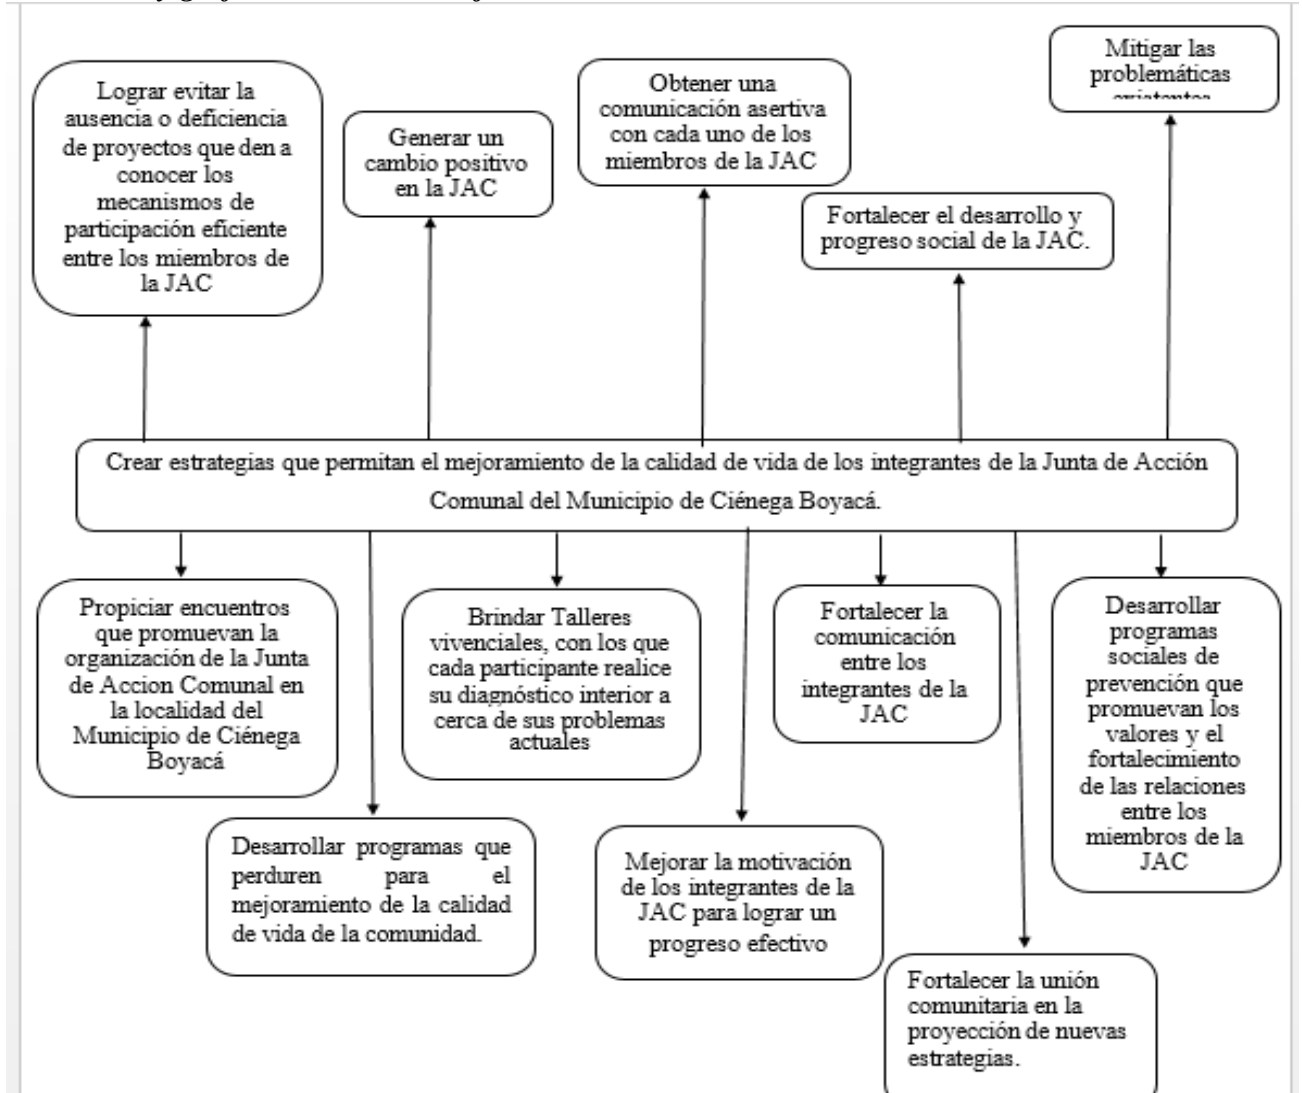 Lograr evitar la
ausencia o deficiencia
de proyectos que den a
conocer los
mecanismos de
participación eficiente
entre los miembros de
la JAC
Generar un
cambio positivo
en la JAC
Obtener una
comunicación asertiva
con cada uno de los
miembros de la JAC
Fortalecer el desarrollo y
progreso social de la JAC.
Mitigar las
problemáticas
Crear estrategias que permitan el mejoramiento de la calidad de vida de los integrantes de la Junta de Acción
Comunal del Municipio de Ciénega Boyacá.
Propiciar encuentros
que promuevan la
organización de la Junta
de Accion Comunal en
la localidad del
Municipio de Ciénega
Boyacá
Desarrollar programas que
perduren para el
mejoramiento de la calidad
de vida de la comunidad.
Brindar Talleres
vivenciales, con los que
cada participante realice
su diagnóstico interior a
cerca de sus problemas
actuales
Mejorar la motivación
de los integrantes de la
JAC para lograr un
progreso efectivo
Fortalecer la
comunicación
entre los
integrantes de la
JAC
Fortalecer la unión
comunitaria en la
proyección de nuevas
estrategias.
Desarrollar
programas
sociales de
prevención que
promuevan los
valores y el
fortalecimiento
de las relaciones
entre los
miembros de la
JAC